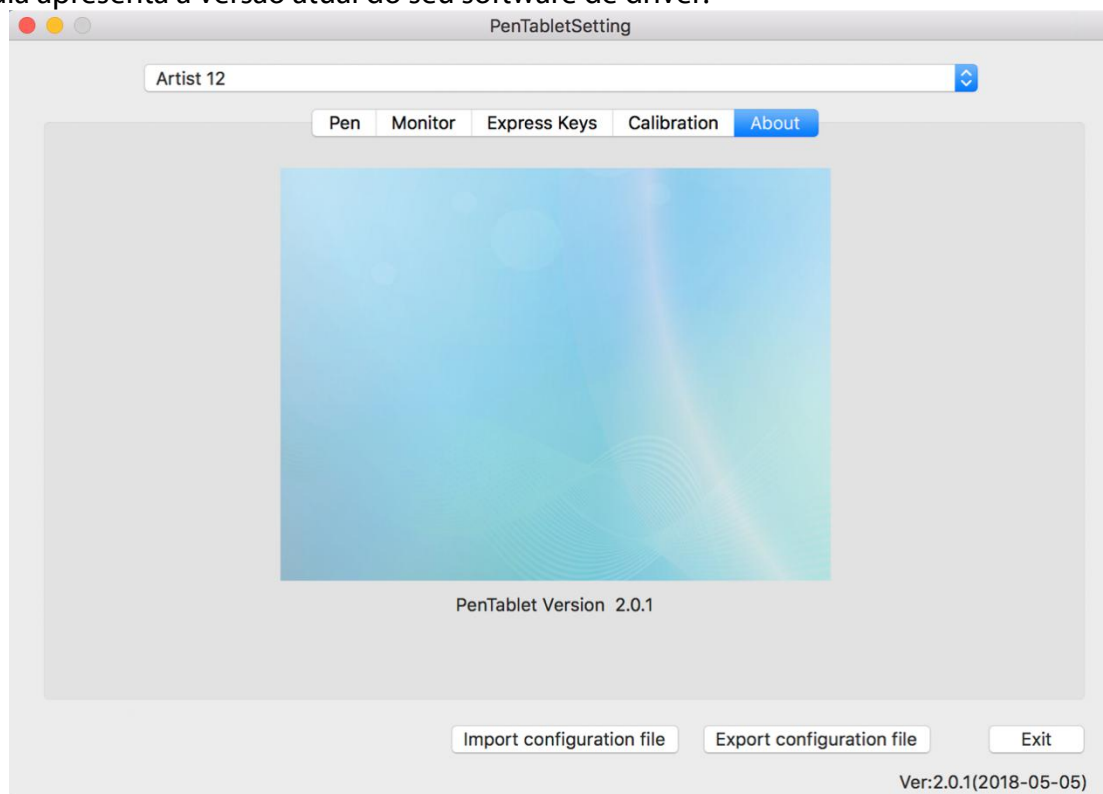 apresenta a versão atual do seu software de driver.
PenTabletSetting
Artist 12
Pen Monitor Express Keys Calibration About
PenTablet Version 2.0.1
Import configuration file Export configuration file Exit
Ver:2.0.1(2018-05-05)